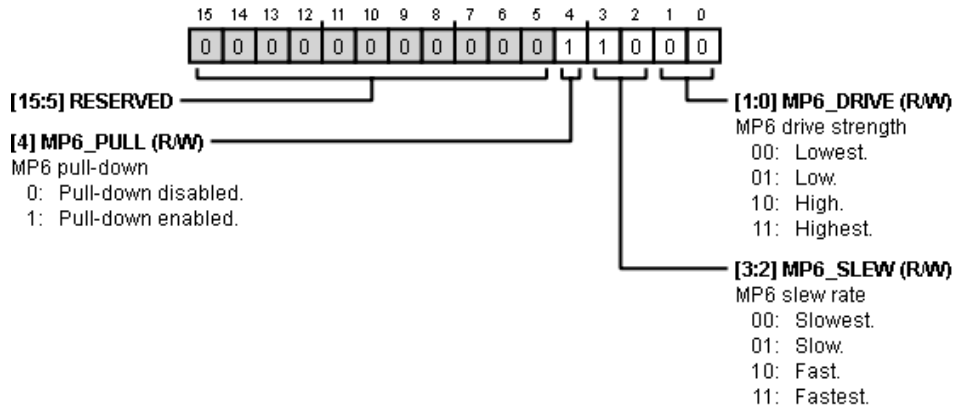 15 14 13 12 11 10 9 8 7 6 5 4 3 2 1 0
0 0 0 0 0 0 0 0 0 0 0 1 1 0 0 0
[15:5] RESERVED
[4] MP6_PULL (R/W)
MP6 pull-down
0: Pull-down disabled.
1: Pull-down enabled.
[1:0] MP6_DRIVE (R/W)
MP6 drive strength
00: Lowest.
01: Low.
10: High.
11: Highest.
[3:2] MP6_SLEW (R/W)
MP6 slew rate
00: Slowest.
01: Slow.
10: Fast.
11: Fastest.